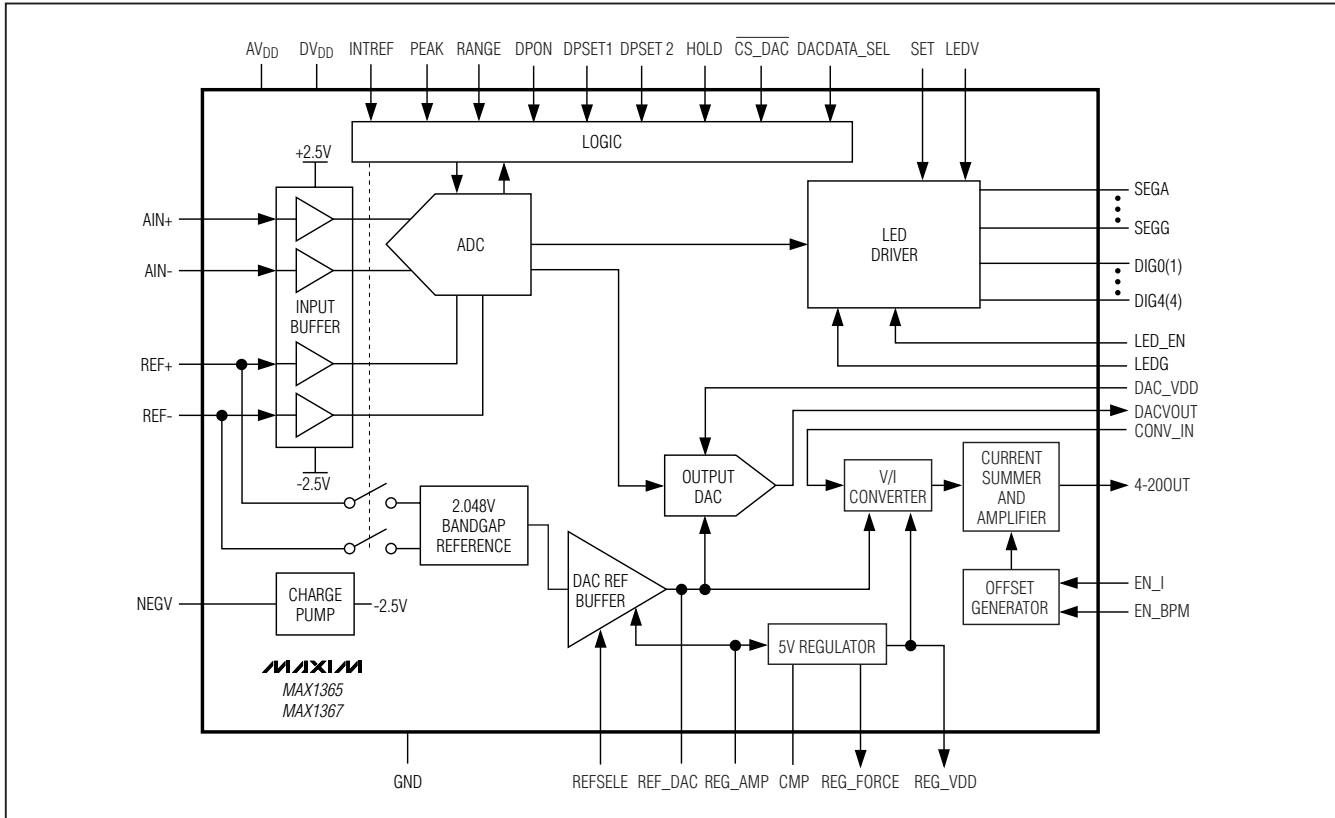 AVDD DVDD INTREF PEAK RANGE DPON DPSET1 DPSET 2 HOLD CS_DAC DACDATA_SEL SET LEDV
LOGIC
+2.5V
AIN+
AIN-
INPUT
BUFFER
REF+
REF-
-2.5V
ADC
LED
DRIVER
SEGA
SEGG
DIG0(1)
DIG4(4)
LED_EN
LEDG
DAC_VDD
DACVOUT
CONV_IN
OUTPUT
DAC
V/I
CONVERTER
CURRENT
SUMMER
AND
AMPLIFIER
4-20OUT
2.048V
BANDGAP
REFERENCE
DAC REF
BUFFER
OFFSET
GENERATOR
EN_I
EN_BPM
NEGV
CHARGE
PUMP
-2.5V
5V REGULATOR
MAXIM
MAX1365
MAX1367
GND REFSELE REF_DAC REG_AMP CMP REG_FORCE REG_VDD